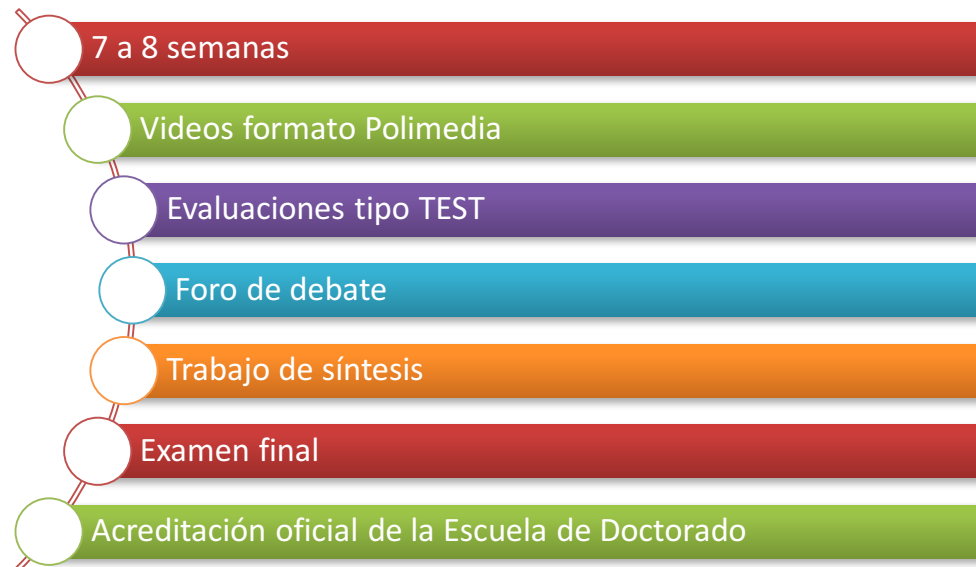 7 a 8 semanas
Videos formato Polimedia
Evaluaciones tipo TEST
Foro de debate
Trabajo de síntesis
Examen final
Acreditación oficial de la Escuela de Doctorado